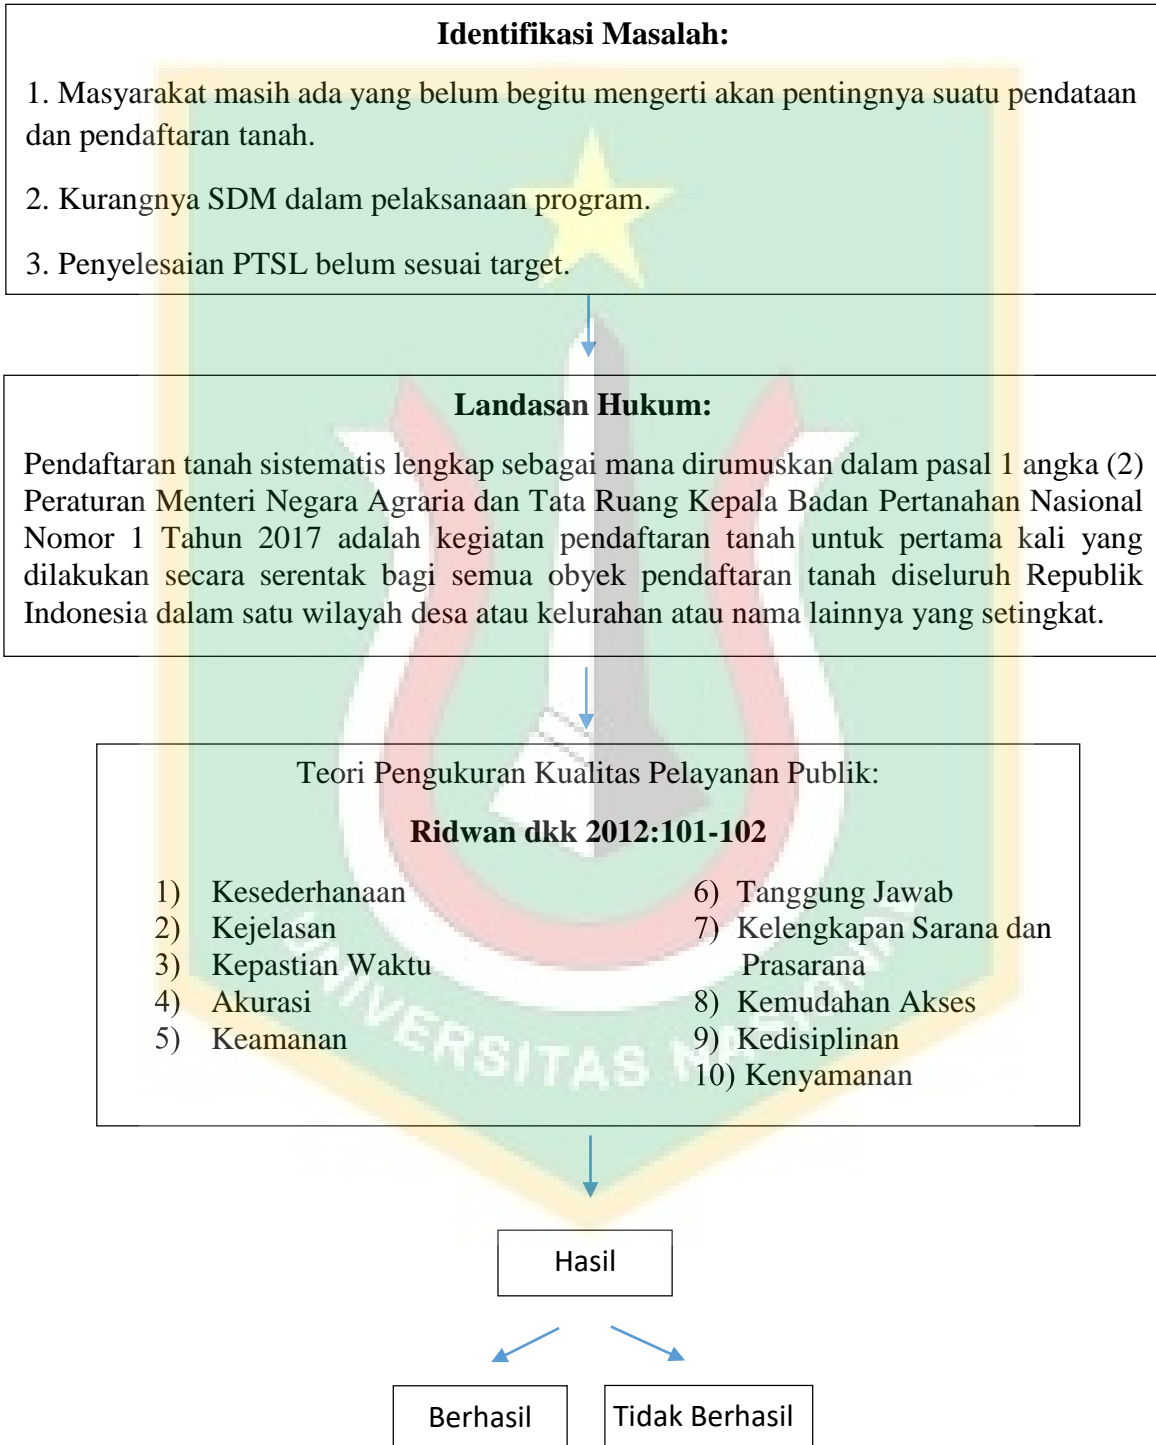 Identifikasi Masalah:
1. Masyarakat masih ada yang belum begitu mengerti akan pentingnya suatu pendataan
dan pendaftaran tanah.
2. Kurangnya SDM dalam pelaksanaan program.
3. Penyelesaian PTSL belum sesuai target.
Landasan Hukum:
Pendaftaran tanah sistematis lengkap sebagai mana dirumuskan dalam pasal 1 angka (2)
Peraturan Menteri Negara Agraria dan Tata Ruang Kepala Badan Pertanahan Nasional
Nomor 1 Tahun 2017 adalah kegiatan pendaftaran tanah untuk pertama kali yang
dilakukan secara serentak bagi semua obyek pendaftaran tanah diseluruh Republik
Indonesia dalam satu wilayah desa atau kelurahan atau nama lainnya yang setingkat.
Teori Pengukuran Kualitas Pelayanan Publik:
Ridwan dkk 2012:101-102
1) Kesederhanaan
2) Kejelasan
3) Kepastian Waktu
4) Akurasi
5) Keamanan
6) Tanggung Jawab
7) Kelengkapan Sarana dan
Prasarana
8) Kemudahan Akses
9) Kedisiplinan
10) Kenyamanan
UNIVERSITAS NASIONAL
Hasil
Berhasil
Tidak Berhasil